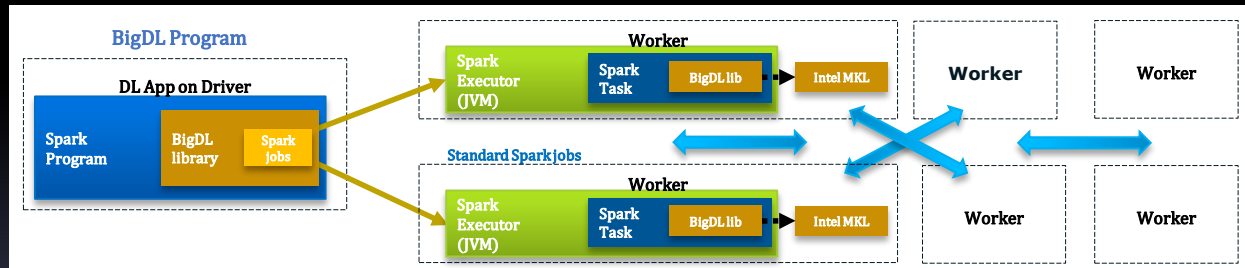 BigDL Program
DL App on Driver
Spark
Program
BigDL
library
Spark
jobs
Worker
Spark
Executor
(JVM)
Spark
Task
BigDL lib
Intel MKL
Worker
Worker
Standard Spark jobs
Worker
Spark
Executor
(JVM)
Spark
Task
BigDL lib
Intel MKL
Worker
Worker